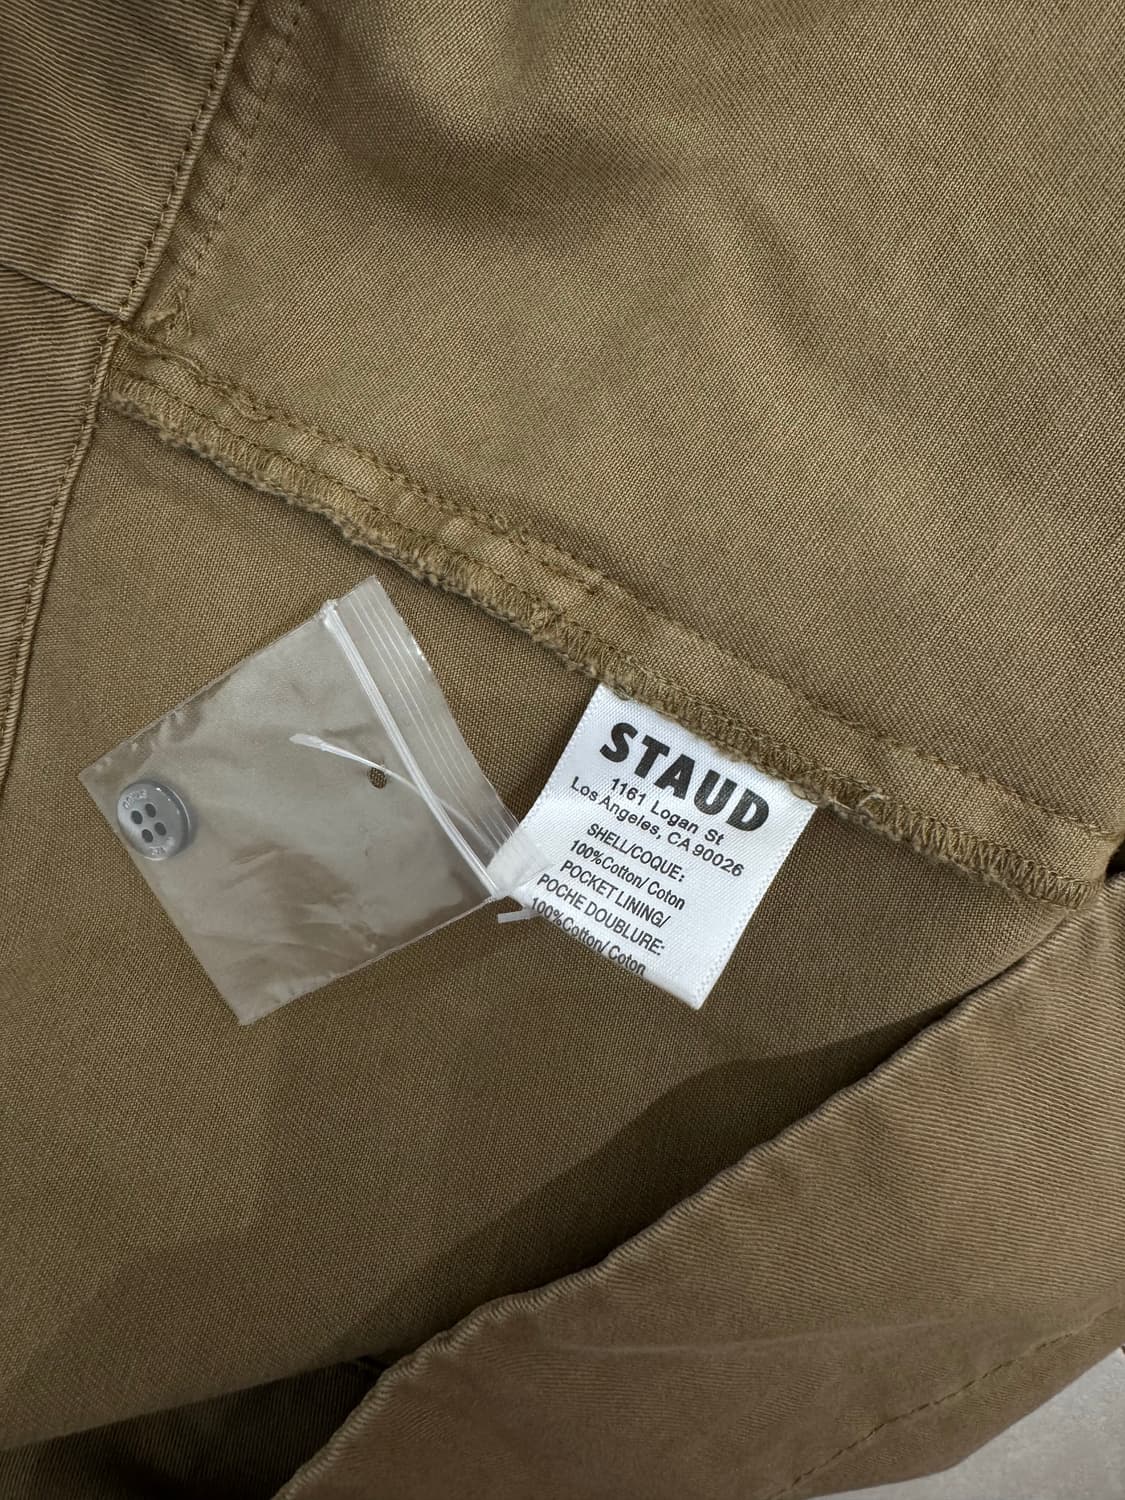 STAUD
1161 Logan St
Los Angeles, CA 90026
SHELL/COQUE:
100%Cotton/ Coton
POCKET LINING/
POCHE DOUBLURE:
100%Cotton/ Coton